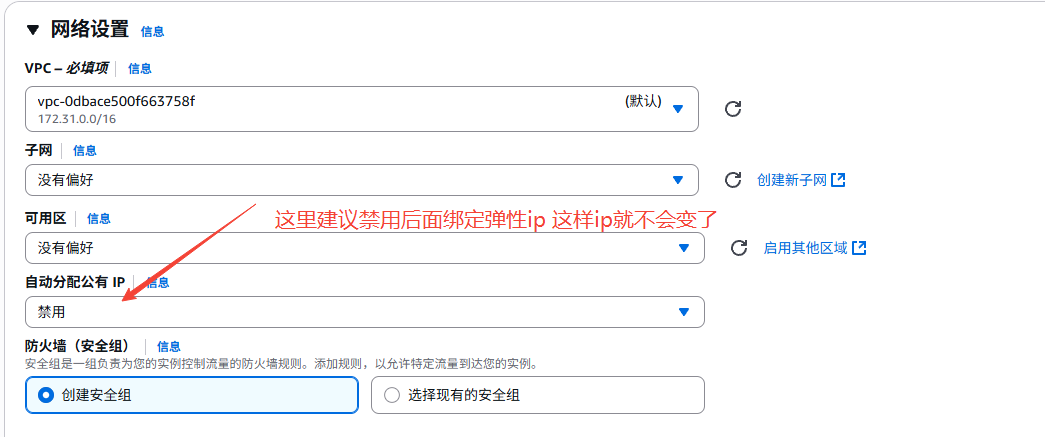 网络设置 信息
VPC – 必填项 信息
vpc-0dbace500f663758f (默认)
172.31.0.0/16
子网 信息
没有偏好 创建新子网
可用区 信息
这里建议禁用后面绑定弹性ip 这样ip就不会变了
没有偏好 启用其他区域
自动分配公有 IP 信息
禁用
防火墙（安全组） 信息
安全组是一组负责为您的实例控制流量的防火墙规则。添加规则，以允许特定流量到达您的实例。
创建安全组 选择现有的安全组